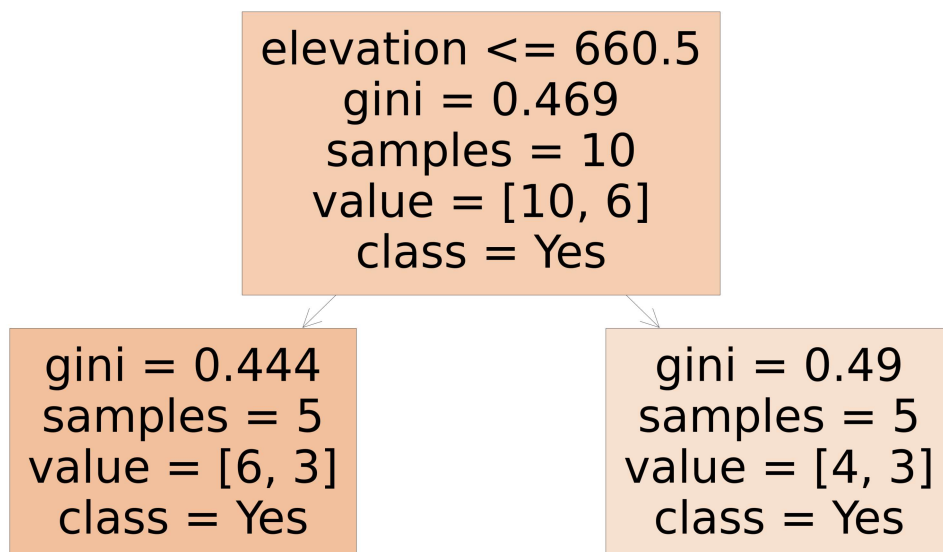 elevation <= 660.5
gini = 0.469
samples = 10
value = [10, 6]
class = Yes
gini = 0.444
samples = 5
value = [6, 3]
class = Yes
gini = 0.49
samples = 5
value = [4, 3]
class = Yes